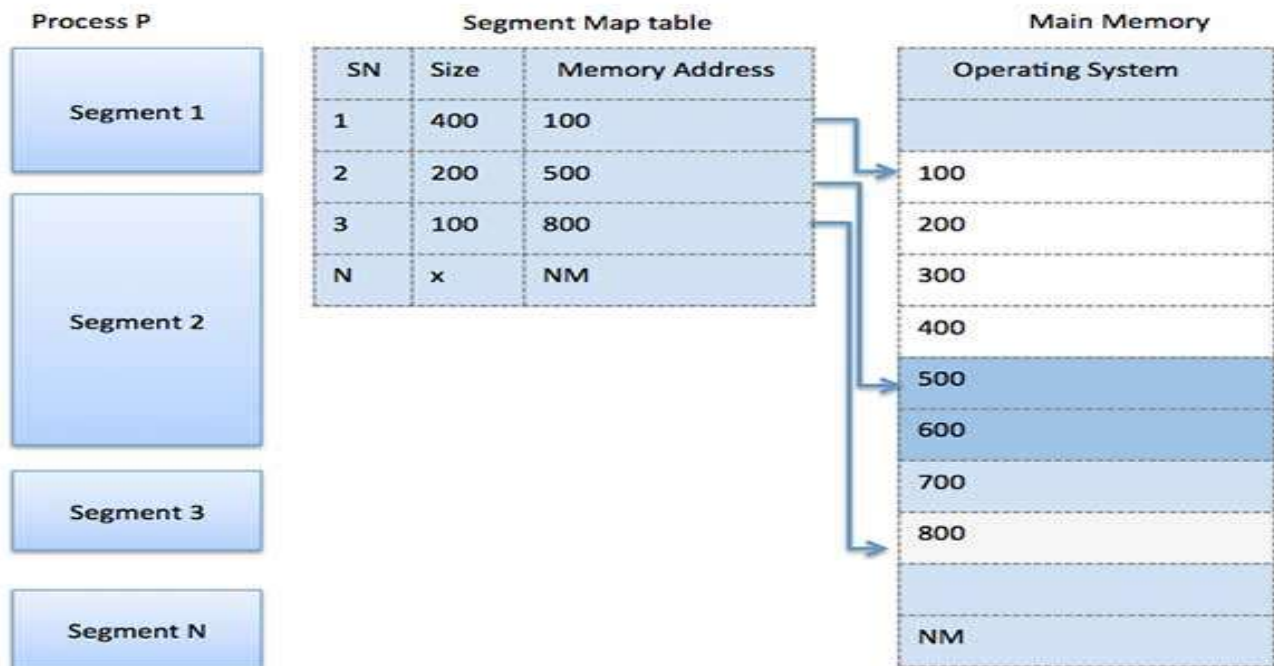 Process P
Segment 1
Segment 2
Segment 3
Segment N
Segment Map table
SN Size Memory Address
1 400 100
2 200 500
3 100 800
N x NM
Main Memory
Operating System
100
200
300
400
500
600
700
800
NM